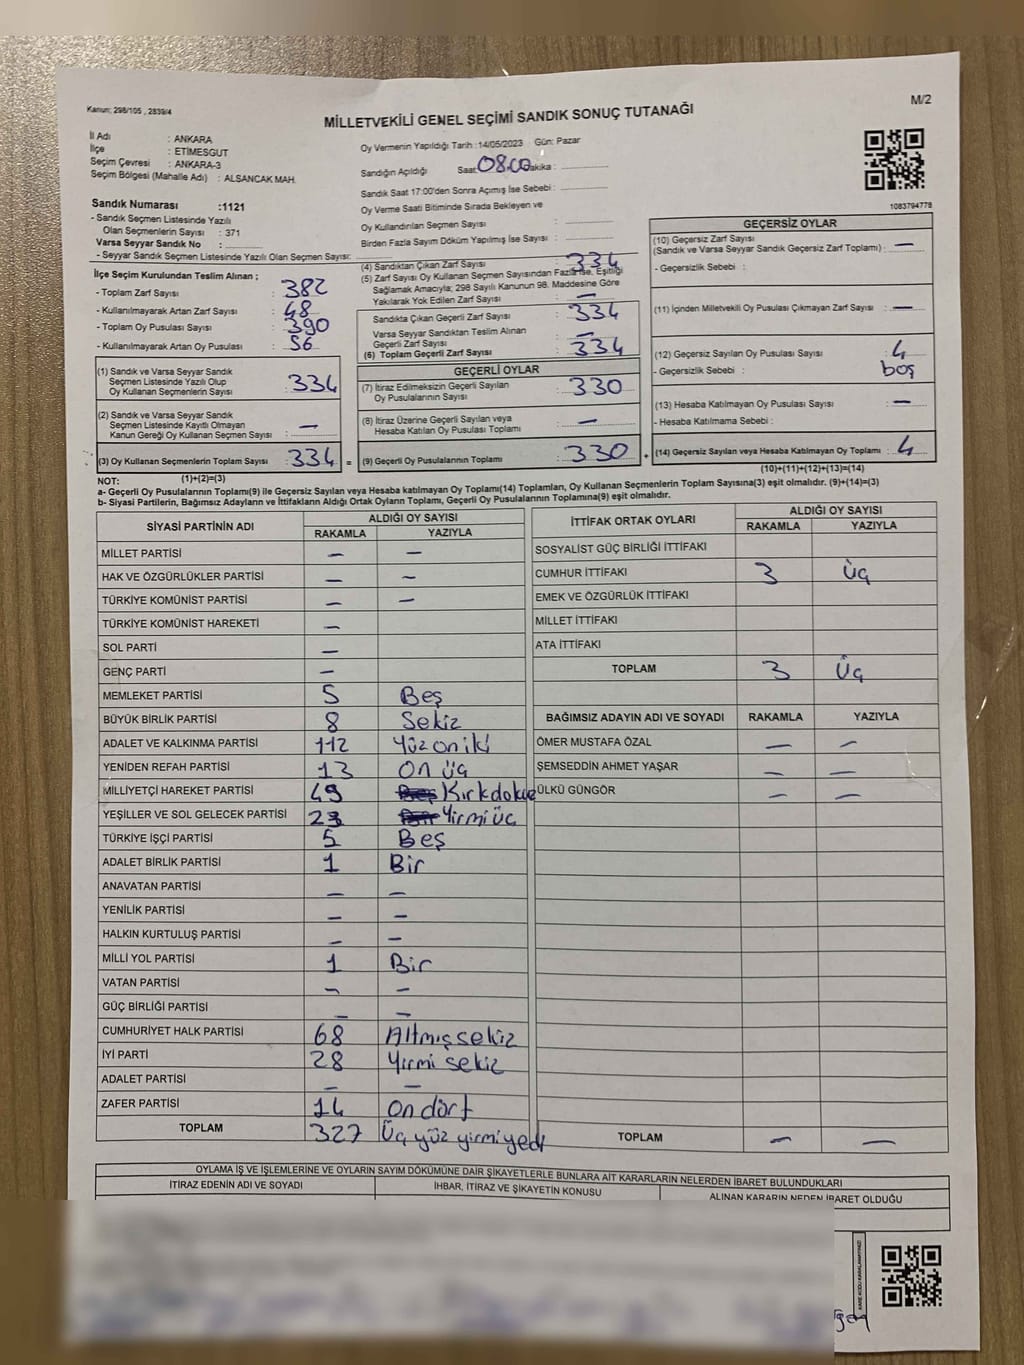 Kanun: 298/105 , 2839/4
M/2
MİLLETVEKİLİ GENEL SEÇİMİ SANDIK SONUÇ TUTANAĞI
İl Adı : ANKARA
İlçe : ETİMESGUT
Seçim Çevresi : ANKARA-3
Seçim Bölgesi (Mahalle Adı) : ALSANCAK MAH.
Sandık Numarası :1121
- Sandık Seçmen Listesinde Yazılı
Olan Seçmenlerin Sayısı : 371
Varsa Seyyar Sandık No :
- Seyyar Sandık Seçmen Listesinde Yazılı Olan Seçmen Sayısı:
Oy Vermenin Yapıldığı Tarih :14/05/2023 Gün: Pazar
Sandığın Açıldığı Saat: 08.00 Dakika :
Sandık Saat 17:00'den Sonra Açımış İse Sebebi :
Oy Verme Saati Bitiminde Sırada Bekleyen ve
Oy Kullandırılan Seçmen Sayısı :
Birden Fazla Sayım Döküm Yapılmış İse Sayısı :
1083794778
İlçe Seçim Kurulundan Teslim Alınan ;
- Toplam Zarf Sayısı : 382
- Kullanılmayarak Artan Zarf Sayısı : 48
- Toplam Oy Pusulası Sayısı : 390
- Kullanılmayarak Artan Oy Pusulası : 56
(1) Sandık ve Varsa Seyyar Sandık
Seçmen Listesinde Yazılı Olup
Oy Kullanan Seçmenlerin Sayısı : 334
(2) Sandık ve Varsa Seyyar Sandık
Seçmen Listesinde Kayıtlı Olmayan
Kanun Gereği Oy Kullanan Seçmen Sayısı : —
(3) Oy Kullanan Seçmenlerin Toplam Sayısı : 334 =
(1)+(2)=(3)
(4) Sandıktan Çıkan Zarf Sayısı : 334
(5) Zarf Sayısı Oy Kullanan Seçmen Sayısından Fazla İse, Eşitliği
Sağlamak Amacıyla; 298 Sayılı Kanunun 98. Maddesine Göre
Yakılarak Yok Edilen Zarf Sayısı : —
Sandıkta Çıkan Geçerli Zarf Sayısı : 334
Varsa Seyyar Sandıktan Teslim Alınan
Geçerli Zarf Sayısı : —
(6) Toplam Geçerli Zarf Sayısı : 334
GEÇERLİ OYLAR
(7) İtiraz Edilmeksizin Geçerli Sayılan
Oy Pusulalarının Sayısı : 330
(8) İtiraz Üzerine Geçerli Sayılan veya
Hesaba Katılan Oy Pusulası Toplamı : —
(9) Geçerli Oy Pusulalarının Toplamı : 330 +
GEÇERSİZ OYLAR
(10) Geçersiz Zarf Sayısı
(Sandık ve Varsa Seyyar Sandık Geçersiz Zarf Toplamı) : —
- Geçersizlik Sebebi :
(11) İçinden Milletvekili Oy Pusulası Çıkmayan Zarf Sayısı : —
(12) Geçersiz Sayılan Oy Pusulası Sayısı : 4
- Geçersizlik Sebebi : boş
(13) Hesaba Katılmayan Oy Pusulası Sayısı : —
- Hesaba Katılmama Sebebi :
(14) Geçersiz Sayılan veya Hesaba Katılmayan Oy Toplamı : 4
(10)+(11)+(12)+(13)=(14)
NOT:
a- Geçerli Oy Pusulalarının Toplamı(9) ile Geçersiz Sayılan veya Hesaba katılmayan Oy Toplamı(14) Toplamları, Oy Kullanan Seçmenlerin Toplam Sayısına(3) eşit olmalıdır. (9)+(14)=(3)
b- Siyasi Partilerin, Bağımsız Adayların ve İttifakların Aldığı Ortak Oyların Toplamı, Geçerli Oy Pusulalarının Toplamına(9) eşit olmalıdır.
SİYASİ PARTİNİN ADI ALDIĞI OY SAYISI
RAKAMLA YAZIYLA
MİLLET PARTİSİ — —
HAK VE ÖZGÜRLÜKLER PARTİSİ — —
TÜRKİYE KOMÜNİST PARTİSİ — —
TÜRKİYE KOMÜNİST HAREKETİ —
SOL PARTİ —
GENÇ PARTİ —
MEMLEKET PARTİSİ 5 Beş
BÜYÜK BİRLİK PARTİSİ 8 Sekiz
ADALET VE KALKINMA PARTİSİ 112 Yüz on iki
YENİDEN REFAH PARTİSİ 13 On üç
MİLLİYETÇİ HAREKET PARTİSİ 49 Beş Kırkdokuz
YEŞİLLER VE SOL GELECEK PARTİSİ 23 Bir Yirmi üç
TÜRKİYE İŞÇİ PARTİSİ 5 Beş
ADALET BİRLİK PARTİSİ 1 Bir
ANAVATAN PARTİSİ — —
YENİLİK PARTİSİ — —
HALKIN KURTULUŞ PARTİSİ — —
MİLLİ YOL PARTİSİ 1 Bir
VATAN PARTİSİ — —
GÜÇ BİRLİĞİ PARTİSİ — —
CUMHURİYET HALK PARTİSİ 68 Altmışsekiz
İYİ PARTİ 28 Yirmi sekiz
ADALET PARTİSİ — —
ZAFER PARTİSİ 14 On dört
TOPLAM 327 Üç yüz yirmiyedi
İTTİFAK ORTAK OYLARI ALDIĞI OY SAYISI
RAKAMLA YAZIYLA
SOSYALİST GÜÇ BİRLİĞİ İTTİFAKI
CUMHUR İTTİFAKI 3 Üç
EMEK VE ÖZGÜRLÜK İTTİFAKI
MİLLET İTTİFAKI
ATA İTTİFAKI
TOPLAM 3 Üç
BAĞIMSIZ ADAYIN ADI VE SOYADI RAKAMLA YAZIYLA
ÖMER MUSTAFA ÖZAL — —
ŞEMSEDDİN AHMET YAŞAR — —
ÜLKÜ GÜNGÖR — —
TOPLAM — —
OYLAMA İŞ VE İŞLEMLERİNE VE OYLARIN SAYIM DÖKÜMÜNE DAİR ŞİKAYETLERLE BUNLARA AİT KARARLARIN NELERDEN İBARET BULUNDUKLARI
İTİRAZ EDENİN ADI VE SOYADI İHBAR, İTİRAZ VE ŞİKAYETİN KONUSU ALINAN KARARIN NEDEN İBARET OLDUĞU